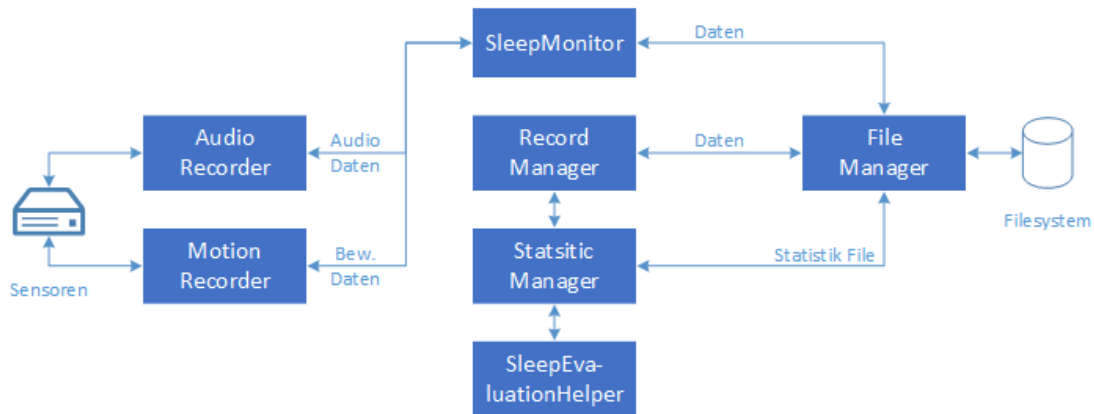 SleepMonitor
Daten
Audio
Recorder
Audio
Daten
Record
Manager
Daten
File
Manager
Filesystem
Sensoren
Motion
Recorder
Bew.
Daten
Statsitic
Manager
Statistik File
SleepEva-
luationHelper